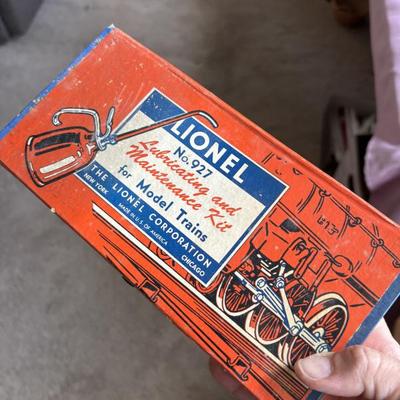 LIONEL
No. 927
Lubricating and
Maintenance Kit
for Model Trains
THE LIONEL CORPORATION
NEW YORK
MADE IN U.S. OF AMERICA
CHICAGO